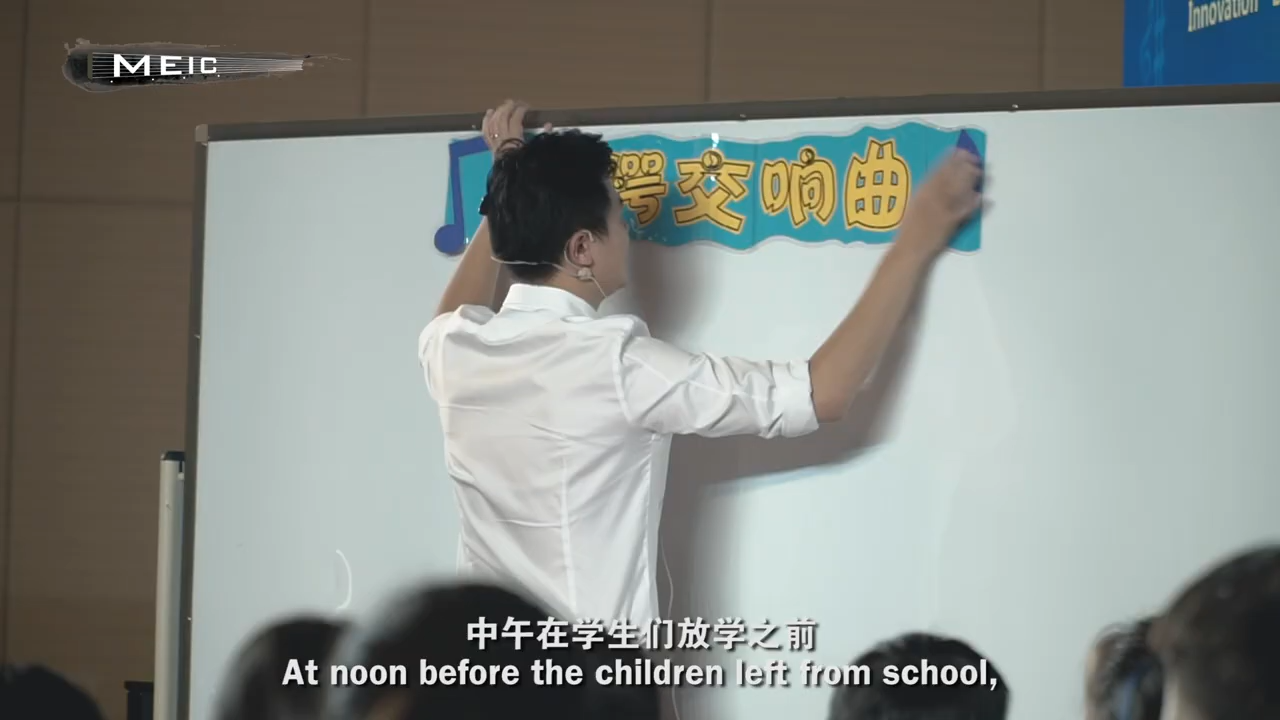 Innovation
MEIC
愕交响曲
中午在学生们放学之前
At noon before the children left from school,